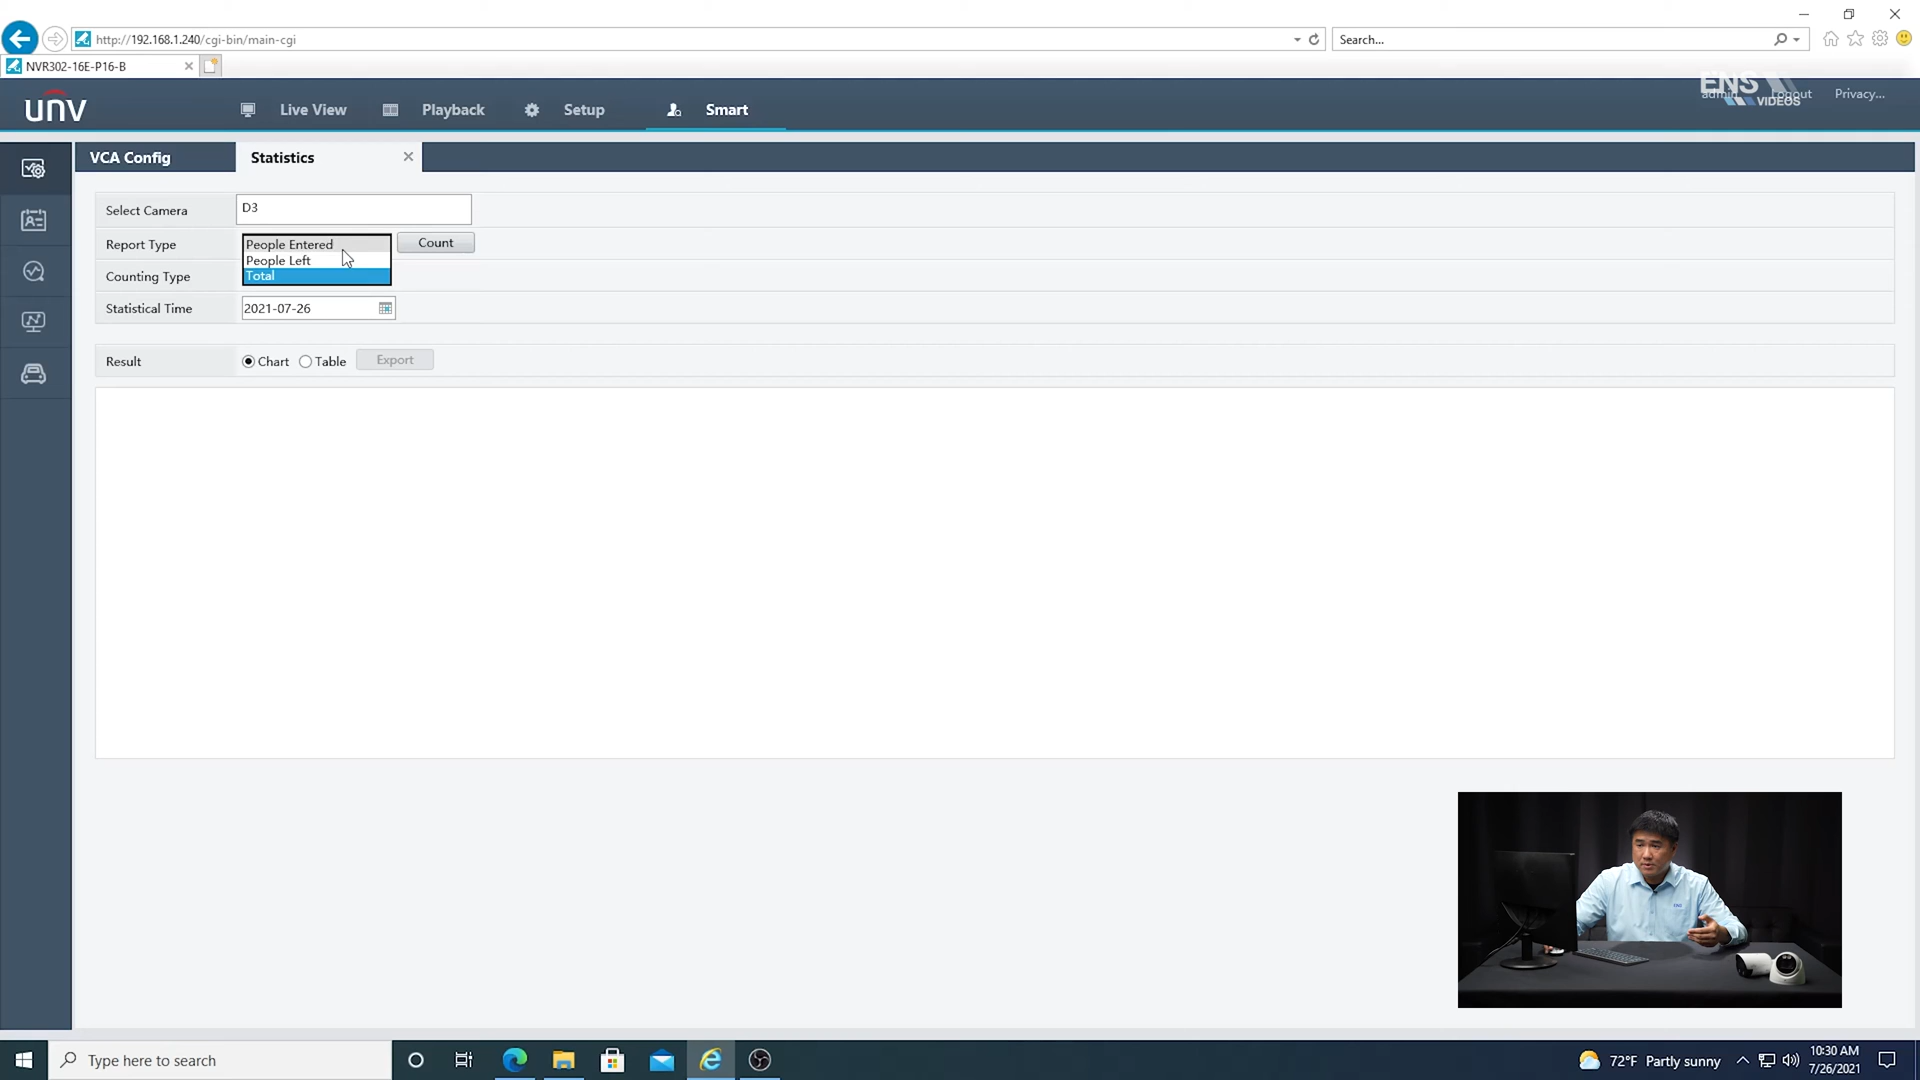 http://192.168.1.240/cgi-bin/main-cgi
Search...
NVR302-16E-P16-B
unv
Live View
Playback
Setup
Smart
ENS
VIDEOS
admin
Logout
Privacy...
VCA Config
Statistics
Select Camera
D3
Report Type
People Entered
Count
People Left
Counting Type
Total
Statistical Time
2021-07-26
Result
Chart
Table
Export
Type here to search
72°F Partly sunny
10:30 AM
7/26/2021